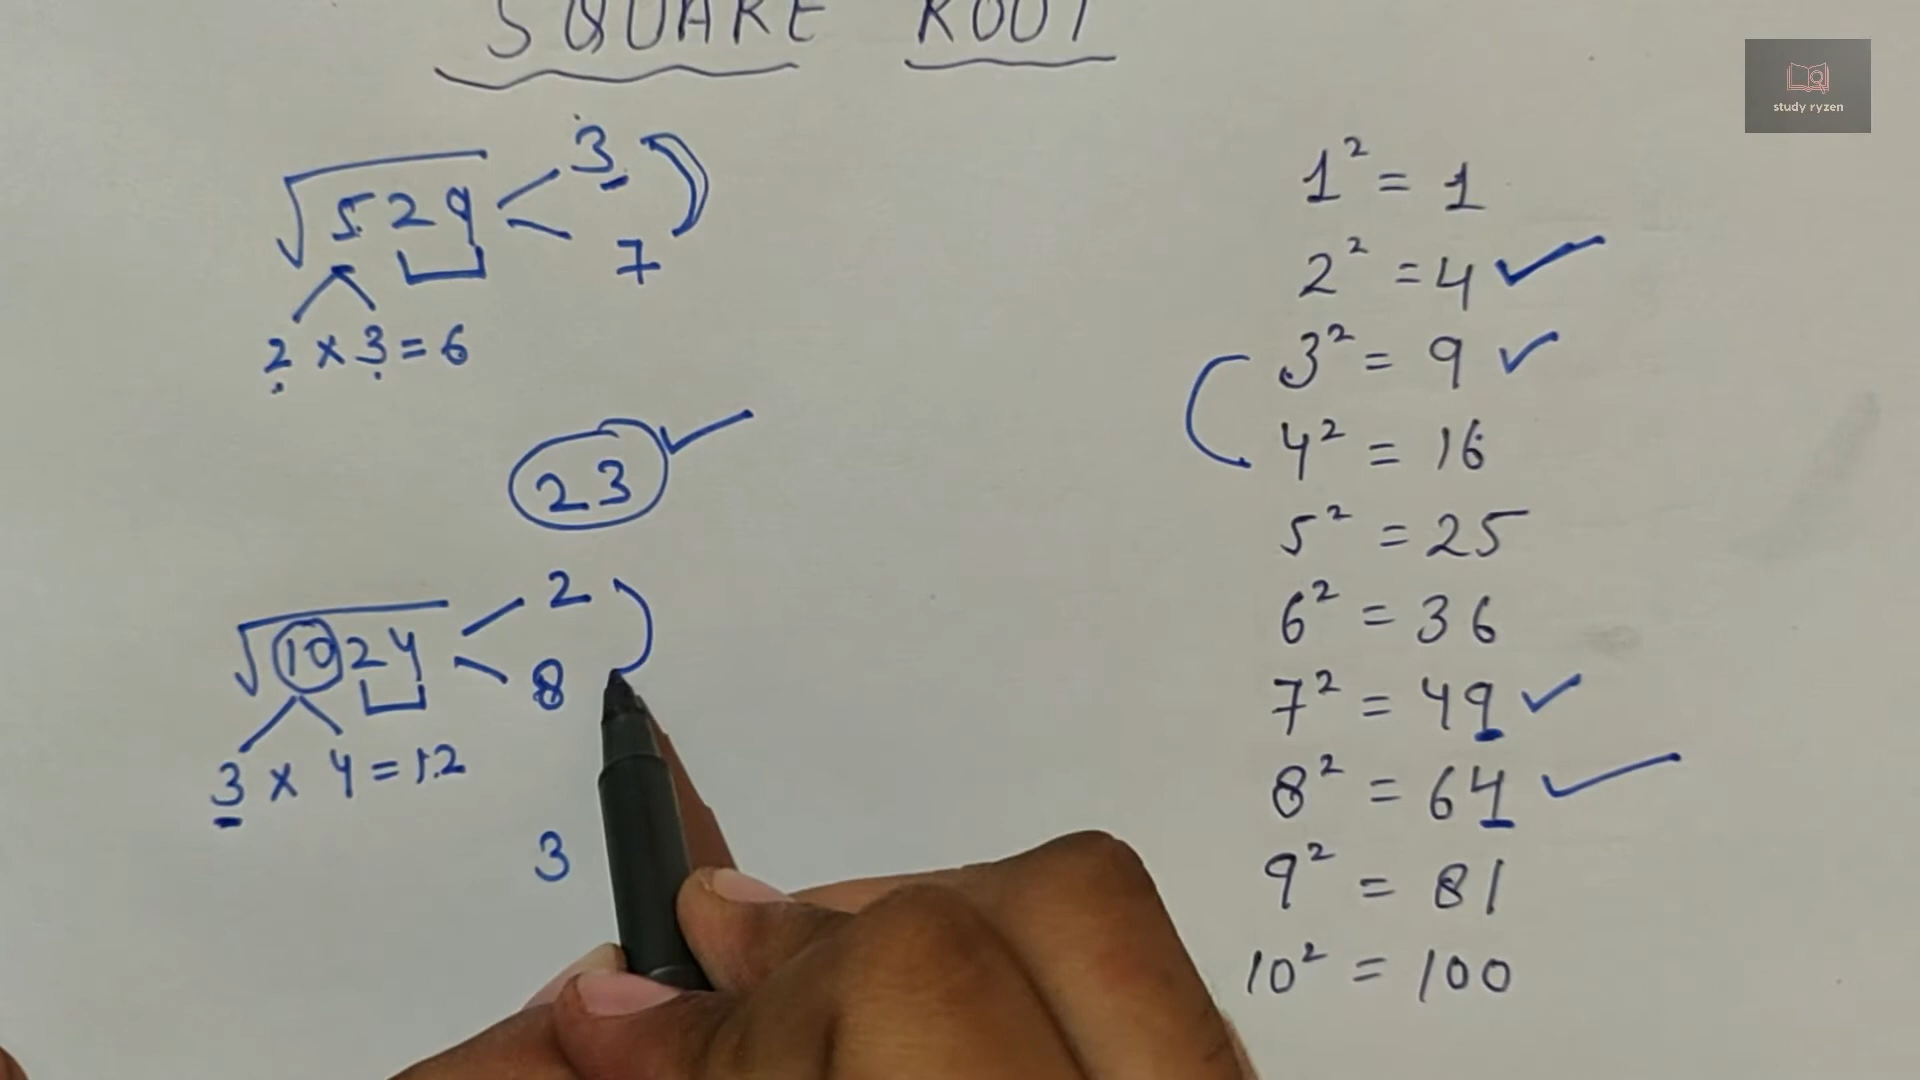 SQUARE ROOT
study ryzen
√529 3
7
2 × 3 = 6
23
√1024 2
8
3 × 4 = 12
3
1² = 1
2² = 4
3² = 9
4² = 16
5² = 25
6² = 36
7² = 49
8² = 64
9² = 81
10² = 100